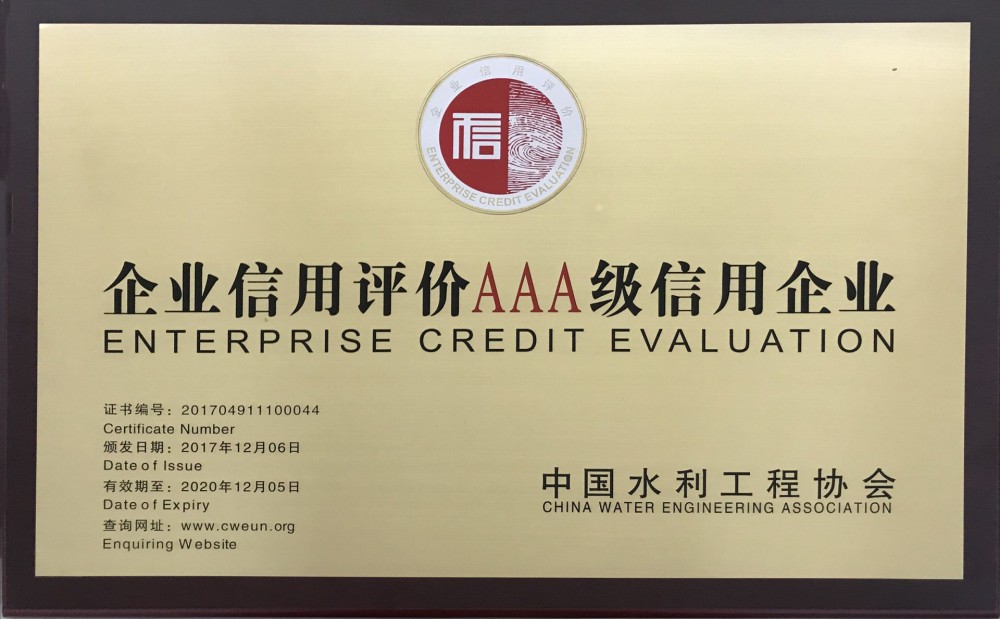 企业信用评价
信
ENTERPRISE CREDIT EVALUATION
企业信用评价AAA级信用企业
ENTERPRISE CREDIT EVALUATION
证书编号：201704911100044
Certificate Number
颁发日期：2017年12月06日
Date of Issue
有效期至：2020年12月05日
Date of Expiry
查询网址：www.cweun.org
Enquiring Website
中国水利工程协会
CHINA WATER ENGINEERING ASSOCIATION